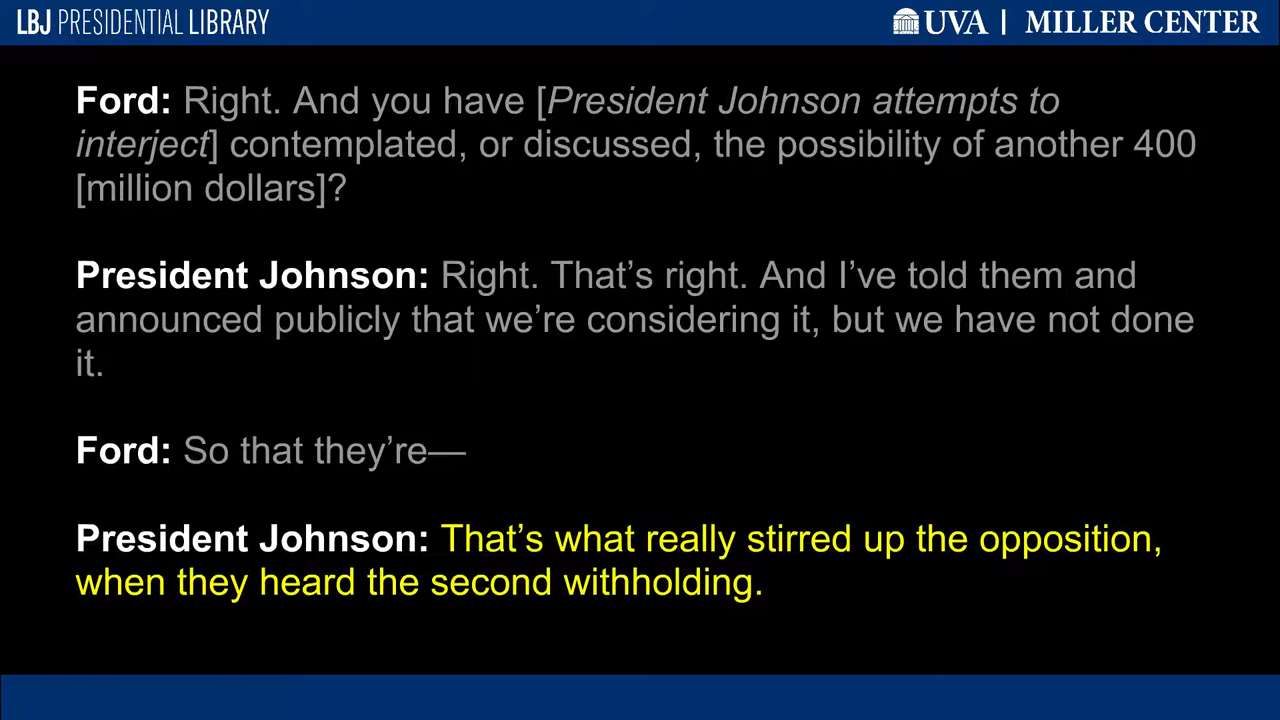 LBJ PRESIDENTIAL LIBRARY
UVA | MILLER CENTER
Ford: Right. And you have [President Johnson attempts to
interject] contemplated, or discussed, the possibility of another 400
[million dollars]?
President Johnson: Right. That’s right. And I’ve told them and
announced publicly that we’re considering it, but we have not done
it.
Ford: So that they’re—
President Johnson: That’s what really stirred up the opposition,
when they heard the second withholding.